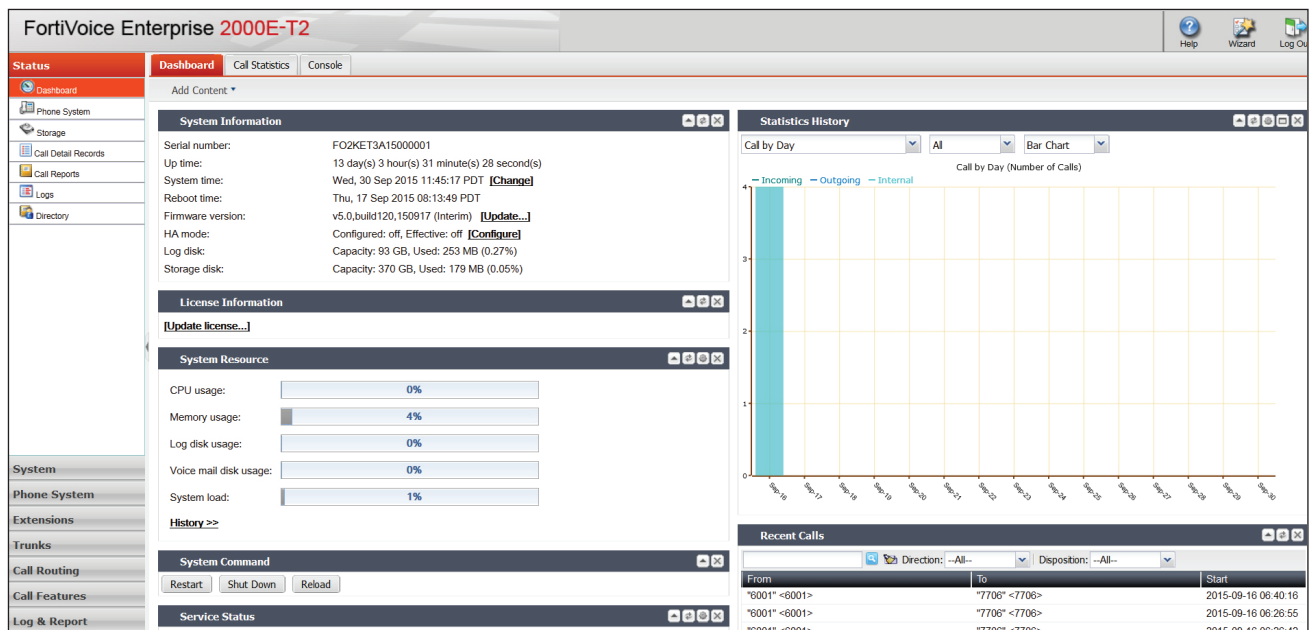 FortiVoice Enterprise 2000E-T2
Help
Wizard
Log Ou
Status
Dashboard
Phone System
Storage
Call Detail Records
Call Reports
Logs
Directory
System
Phone System
Extensions
Trunks
Call Routing
Call Features
Log & Report
Dashboard Call Statistics Console
Add Content
System Information
Serial number: FO2KET3A15000001
Up time: 13 day(s) 3 hour(s) 31 minute(s) 28 second(s)
System time: Wed, 30 Sep 2015 11:45:17 PDT [Change]
Reboot time: Thu, 17 Sep 2015 08:13:49 PDT
Firmware version: v5.0,build120,150917 (Interim) [Update...]
HA mode: Configured: off, Effective: off [Configure]
Log disk: Capacity: 93 GB, Used: 253 MB (0.27%)
Storage disk: Capacity: 370 GB, Used: 179 MB (0.05%)
License Information
[Update license...]
System Resource
CPU usage: 0%
Memory usage: 4%
Log disk usage: 0%
Voice mail disk usage: 0%
System load: 1%
History >>
System Command
Restart Shut Down Reload
Service Status
Statistics History
Call by Day All Bar Chart
Call by Day (Number of Calls)
Incoming Outgoing Internal
4
3
2
1
0
Sep-16 Sep-17 Sep-18 Sep-19 Sep-20 Sep-21 Sep-22 Sep-23 Sep-24 Sep-25 Sep-26 Sep-27 Sep-28 Sep-29 Sep-30
Recent Calls
Direction: --All-- Disposition: --All--
From To Start
"6001" <6001> "7706" <7706> 2015-09-16 06:40:16
"6001" <6001> "7706" <7706> 2015-09-16 06:26:55